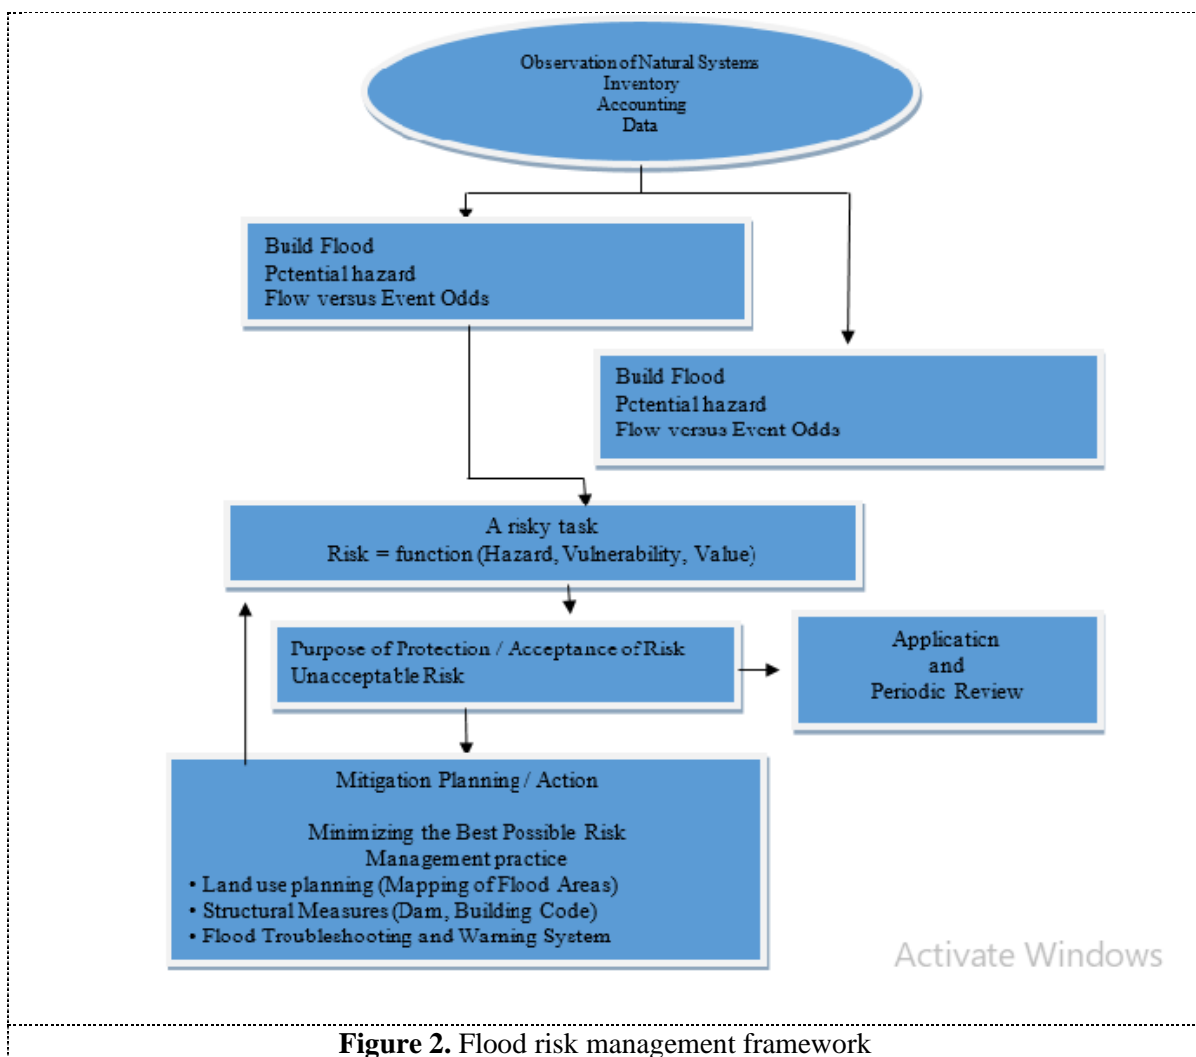 Observation of Natural Systems
Inventory
Accounting
Data
Build Flood
Potential hazard
Flow versus Event Odds
Build Flood
Potential hazard
Flow versus Event Odds
A risky task
Risk = function (Hazard, Vulnerability, Value)
Purpose of Protection / Acceptance of Risk
Unacceptable Risk
Application
and
Periodic Review
Mitigation Planning / Action
Minimizing the Best Possible Risk
Management practice
• Land use planning (Mapping of Flood Areas)
• Structural Measures (Dam, Building Code)
• Flood Troubleshooting and Warning System
Activate Windows
Figure 2. Flood risk management framework